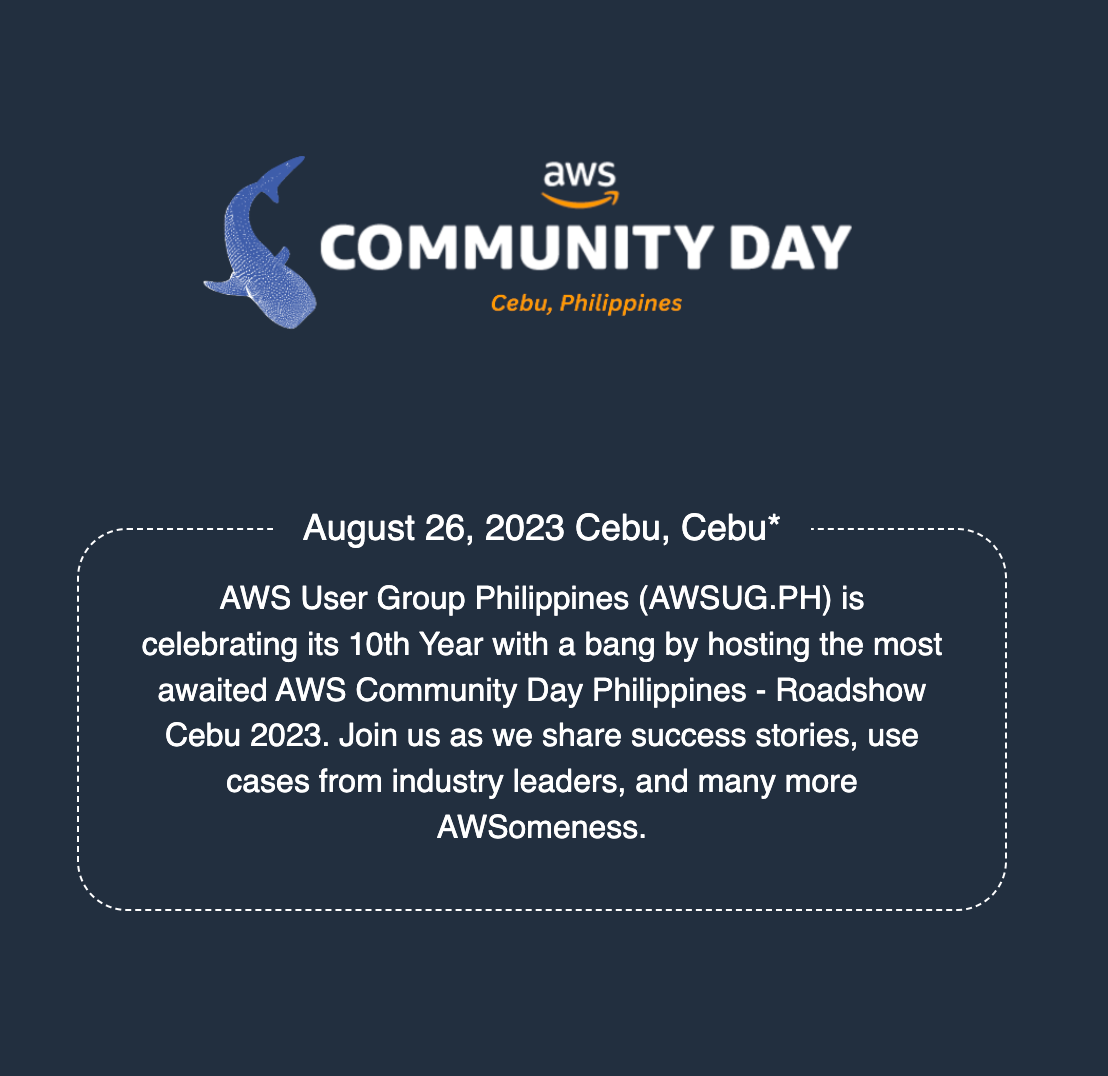 aws
COMMUNITY DAY
Cebu, Philippines
August 26, 2023 Cebu, Cebu*
AWS User Group Philippines (AWSUG.PH) is
celebrating its 10th Year with a bang by hosting the most
awaited AWS Community Day Philippines - Roadshow
Cebu 2023. Join us as we share success stories, use
cases from industry leaders, and many more
AWSomeness.